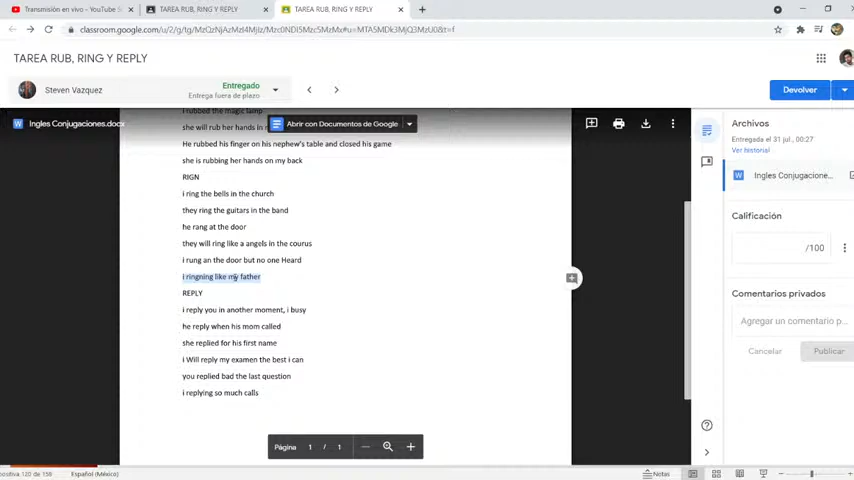 Transmisión en vivo - YouTube S
TAREA RUB, RING Y REPLY
TAREA RUB, RING Y REPLY
classroom.google.com/u/2/g/tg/MzQzNjAzMzI4MjIz/Mzc0NDI5Mzc5MzMx#u=MTA5MDk3MjQ3MzU0&t=f
TAREA RUB, RING Y REPLY
Steven Vazquez
Entregado
Entrega fuera de plazo
Devolver
Ingles Conjugaciones.docx
Abrir con Documentos de Google
i rubbed the magic lamp
she will rub her hands in
He rubbed his finger on his nephew's table and closed his game
she is rubbing her hands on my back
RIGN
i ring the bells in the church
they ring the guitars in the band
he rang at the door
they will ring like a angels in the courus
i rung an the door but no one Heard
i ringning like my father
REPLY
i reply you in another moment, i busy
he reply when his mom called
she replied for his first name
i Will reply my examen the best i can
you replied bad the last question
i replying so much calls
Página 1 / 1
Archivos
Entregada el 31 jul., 00:27
Ver historial
Ingles Conjugacione...
Calificación
/100
Comentarios privados
Agregar un comentario p...
Cancelar
Publicar
positiva 120 de 158
Español (México)
Notas